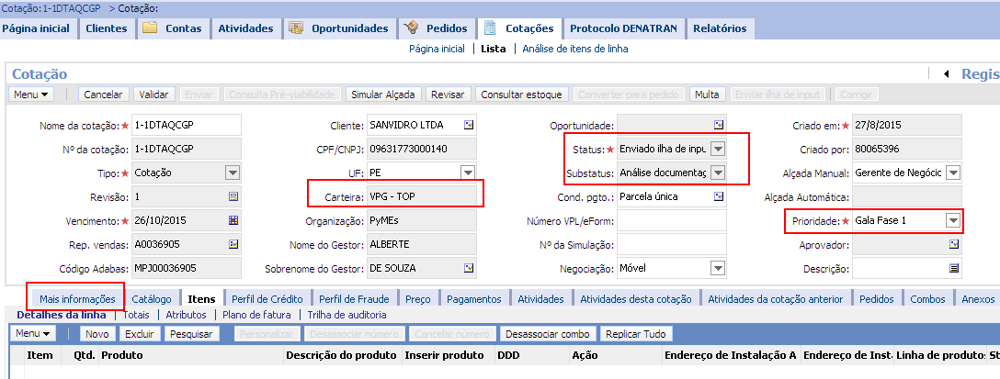 Cotação:1-1DTAQCGP > Cotação:
Página inicial Clientes Contas Atividades Oportunidades Pedidos Cotações Protocolo DENATRAN Relatórios
Página inicial | Lista | Análise de itens de linha
Cotação Regis
Menu Cancelar Validar Enviar Consulta Pré-viabilidade Simular Alçada Revisar Consultar estoque Converter para pedido Multa Enviar ilha de input Corrigir
Nome da cotação:★ 1-1DTAQCGP Cliente: SANVIDRO LTDA Oportunidade: Criado em:★ 27/8/2015
Nº da cotação: 1-1DTAQCGP CPF/CNPJ: 09631773000140 Status:★ Enviado ilha de inpu Criado por: 80065396
Tipo:★ Cotação UF: PE Substatus: Análise documentaç Alçada Manual: Gerente de Negócic
Revisão: 1 Carteira: VPG - TOP Cond. pgto.: Parcela única Alçada Automática:
Vencimento:★ 26/10/2015 Organização: PyMEs Número VPL/eForm: Prioridade:★ Gala Fase 1
Rep. vendas: A0036905 Nome do Gestor: ALBERTE Nº da Simulação: Aprovador:
Código Adabas: MPJ00036905 Sobrenome do Gestor: DE SOUZA Negociação: Móvel Descrição:
Mais informações Catálogo Itens Perfil de Crédito Perfil de Fraude Preço Pagamentos Atividades Atividades desta cotação Atividades da cotação anterior Pedidos Combos Anexos
Detalhes da linha | Totais | Atributos | Plano de fatura | Trilha de auditoria
Menu Novo Excluir Pesquisar Personalizar Desassociar número Cancelar número Desassociar combo Replicar Tudo
Item Qtd. Produto Descrição do produto Inserir produto DDD Ação Endereço de Instalação A Endereço de Inst. Linha de produto: St